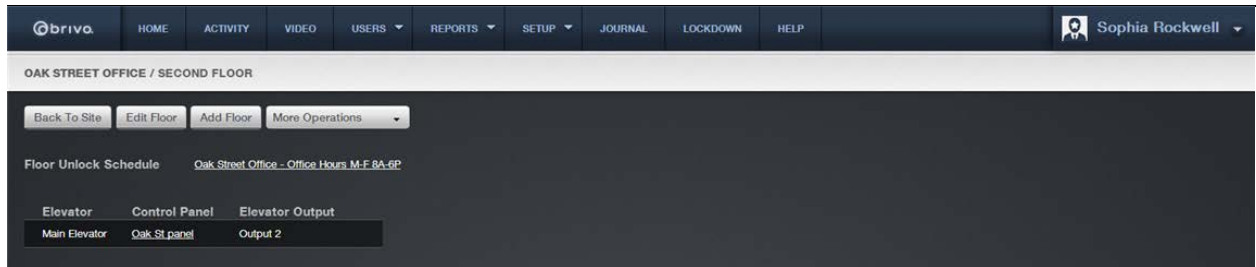 brivo. HOME ACTIVITY VIDEO USERS REPORTS SETUP JOURNAL LOCKDOWN HELP Sophia Rockwell
OAK STREET OFFICE / SECOND FLOOR
Back To Site Edit Floor Add Floor More Operations
Floor Unlock Schedule Oak Street Office - Office Hours M-F 8A-6P
Elevator Control Panel Elevator Output
Main Elevator Oak St panel Output 2